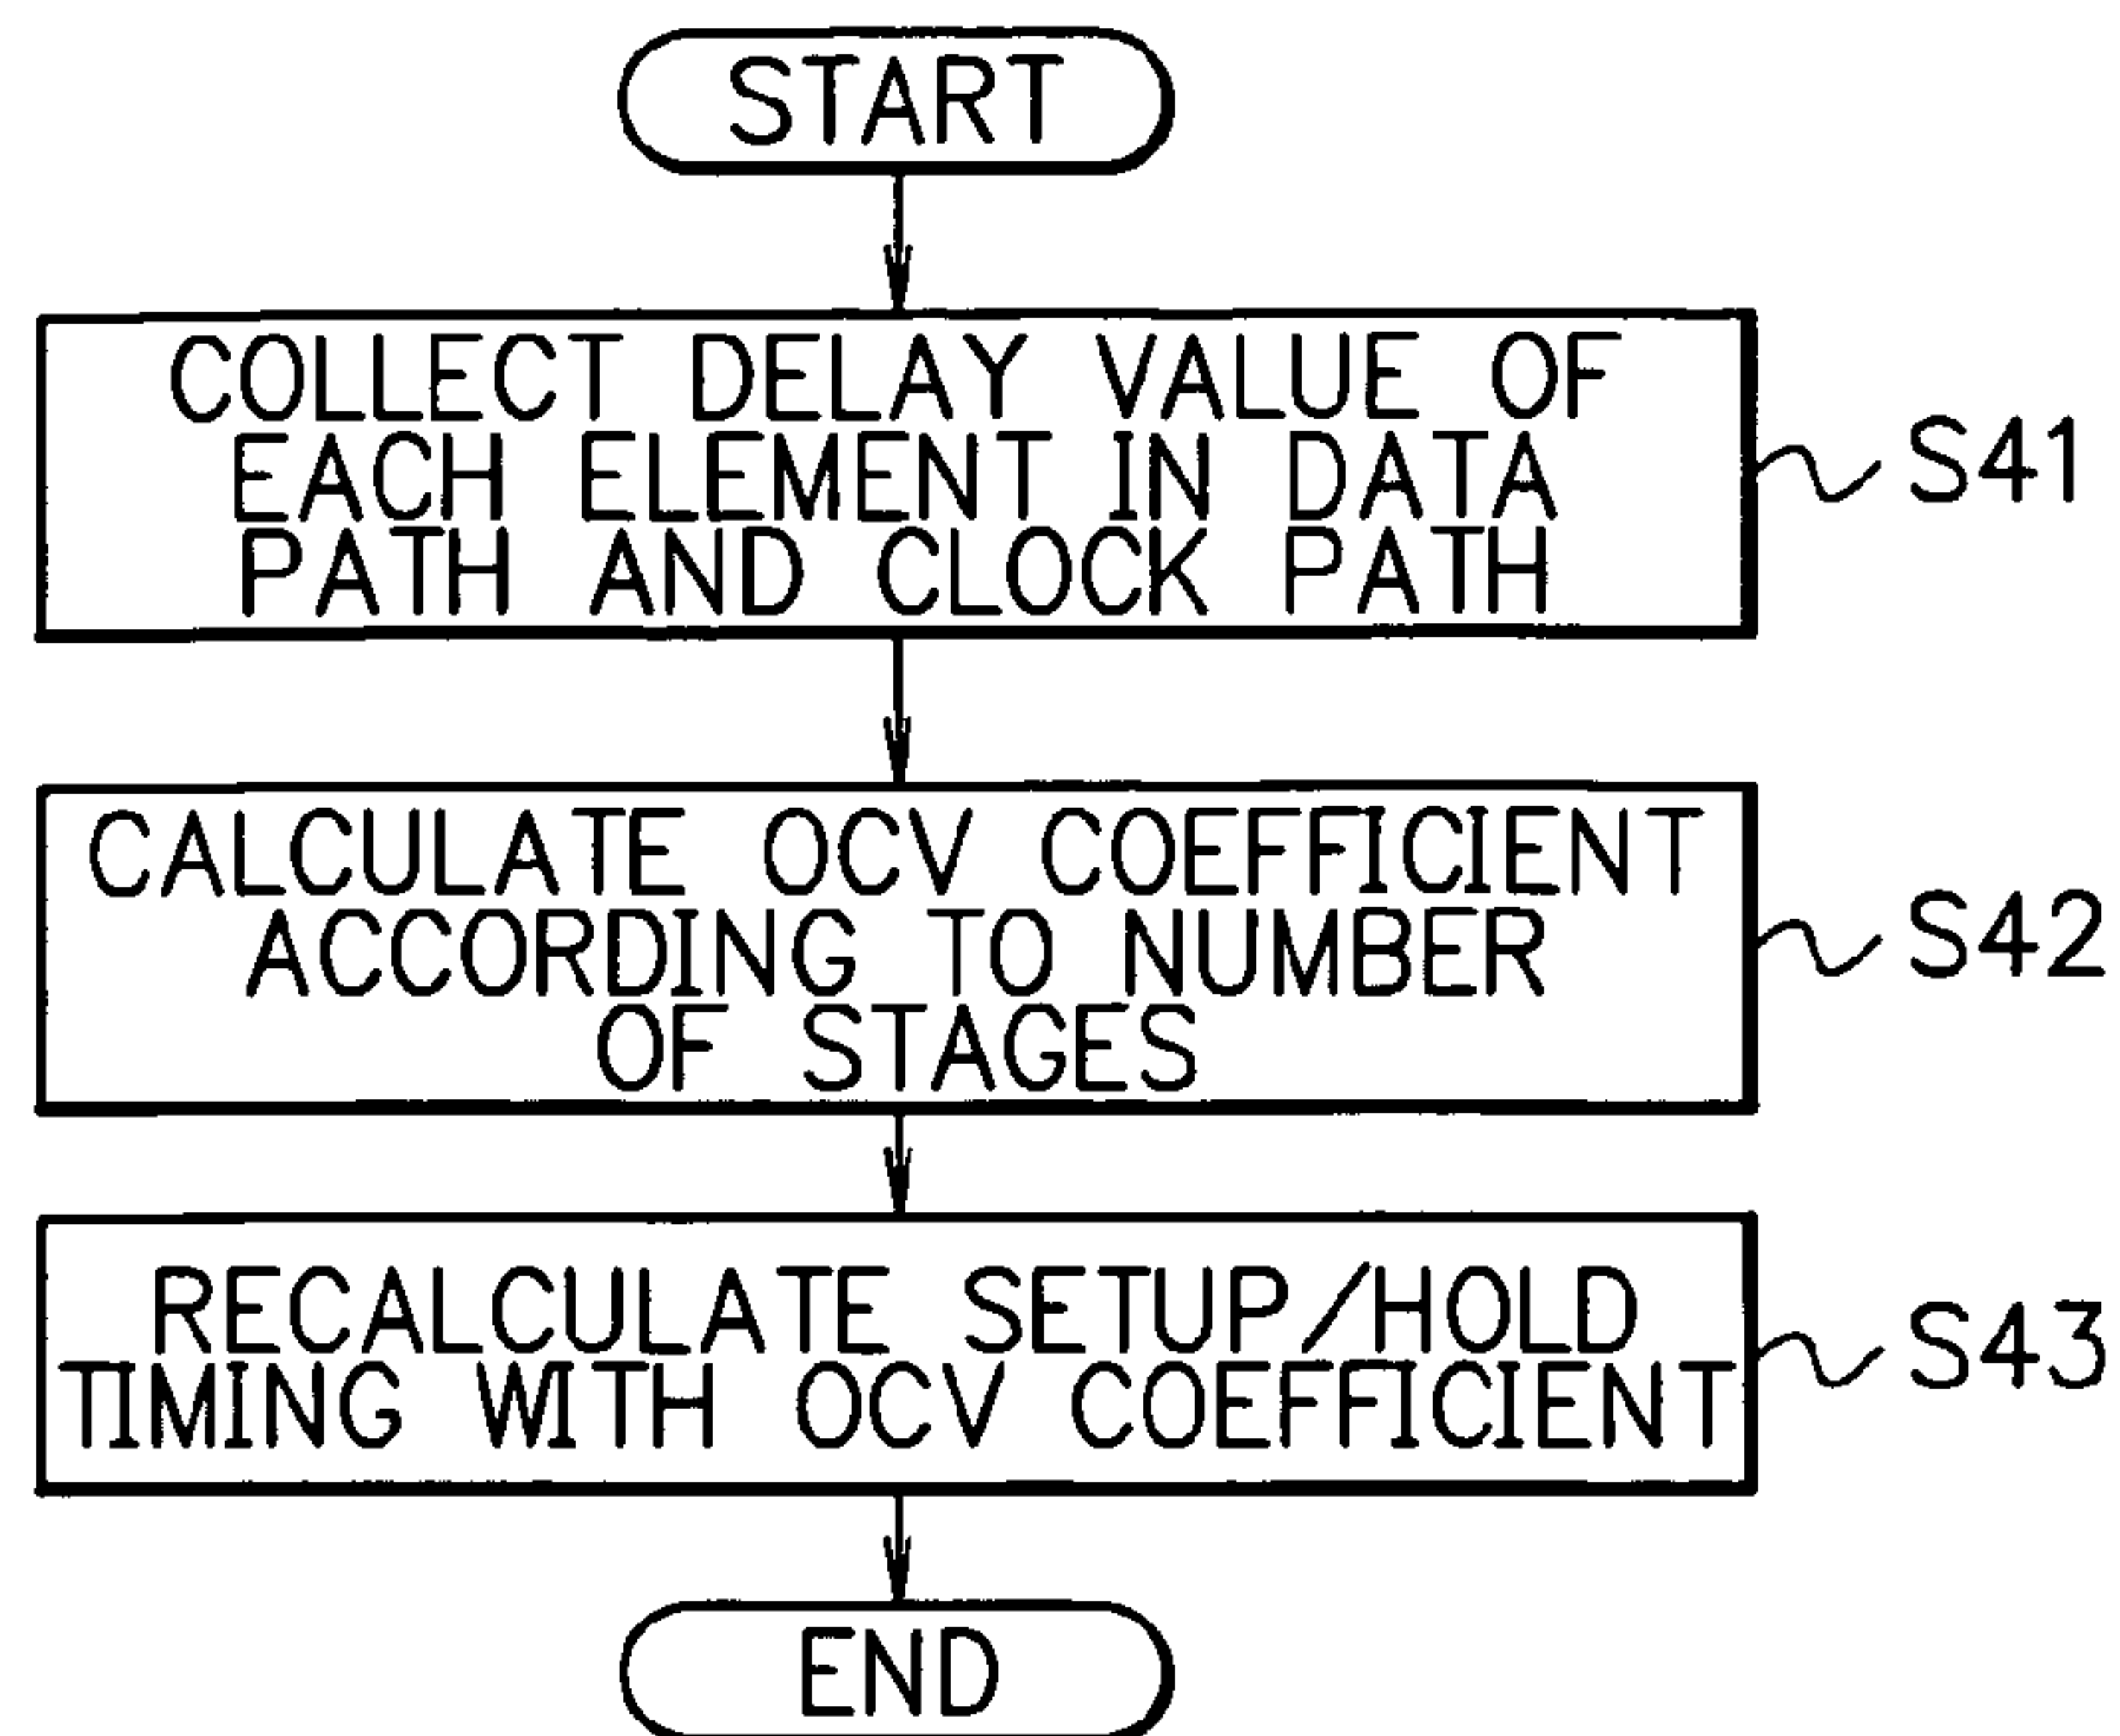 START
COLLECT DELAY VALUE OF
EACH ELEMENT IN DATA
PATH AND CLOCK PATH
S41
CALCULATE OCV COEFFICIENT
ACCORDING TO NUMBER
OF STAGES
S42
RECALCULATE SETUP/HOLD
TIMING WITH OCV COEFFICIENT
S43
END